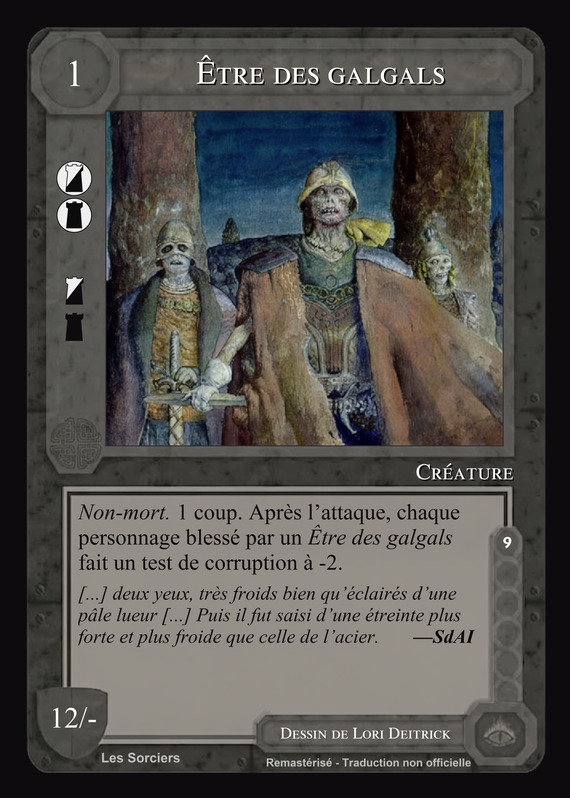 1
ÊTRE DES GALGALS
CRÉATURE
Non-mort. 1 coup. Après l’attaque, chaque
personnage blessé par un Être des galgals
fait un test de corruption à -2.
[...] deux yeux, très froids bien qu’éclairés d’une
pâle lueur [...] Puis il fut saisi d’une étreinte plus
forte et plus froide que celle de l’acier. —SdAI
9
12/-
DESSIN DE LORI DEITRICK
Les Sorciers
Remastérisé - Traduction non officielle